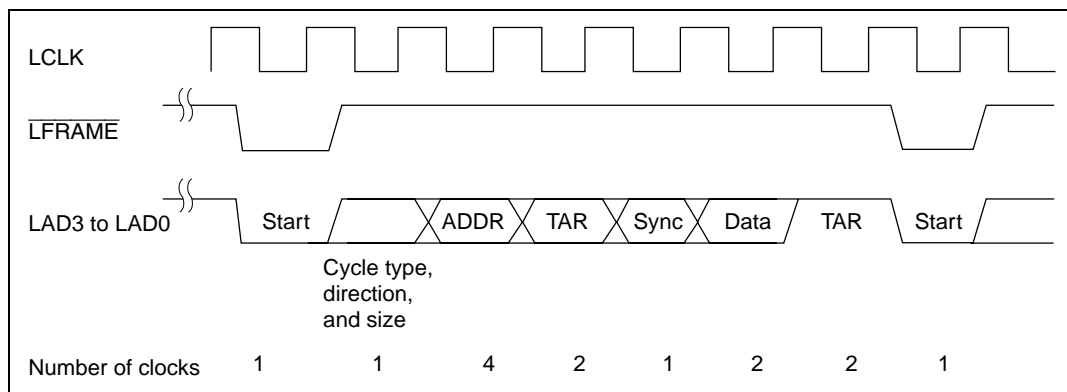 LCLK
LFRAME
LAD3 to LAD0 Start ADDR TAR Sync Data TAR Start
Cycle type,
direction,
and size
Number of clocks 1 1 4 2 1 2 2 1